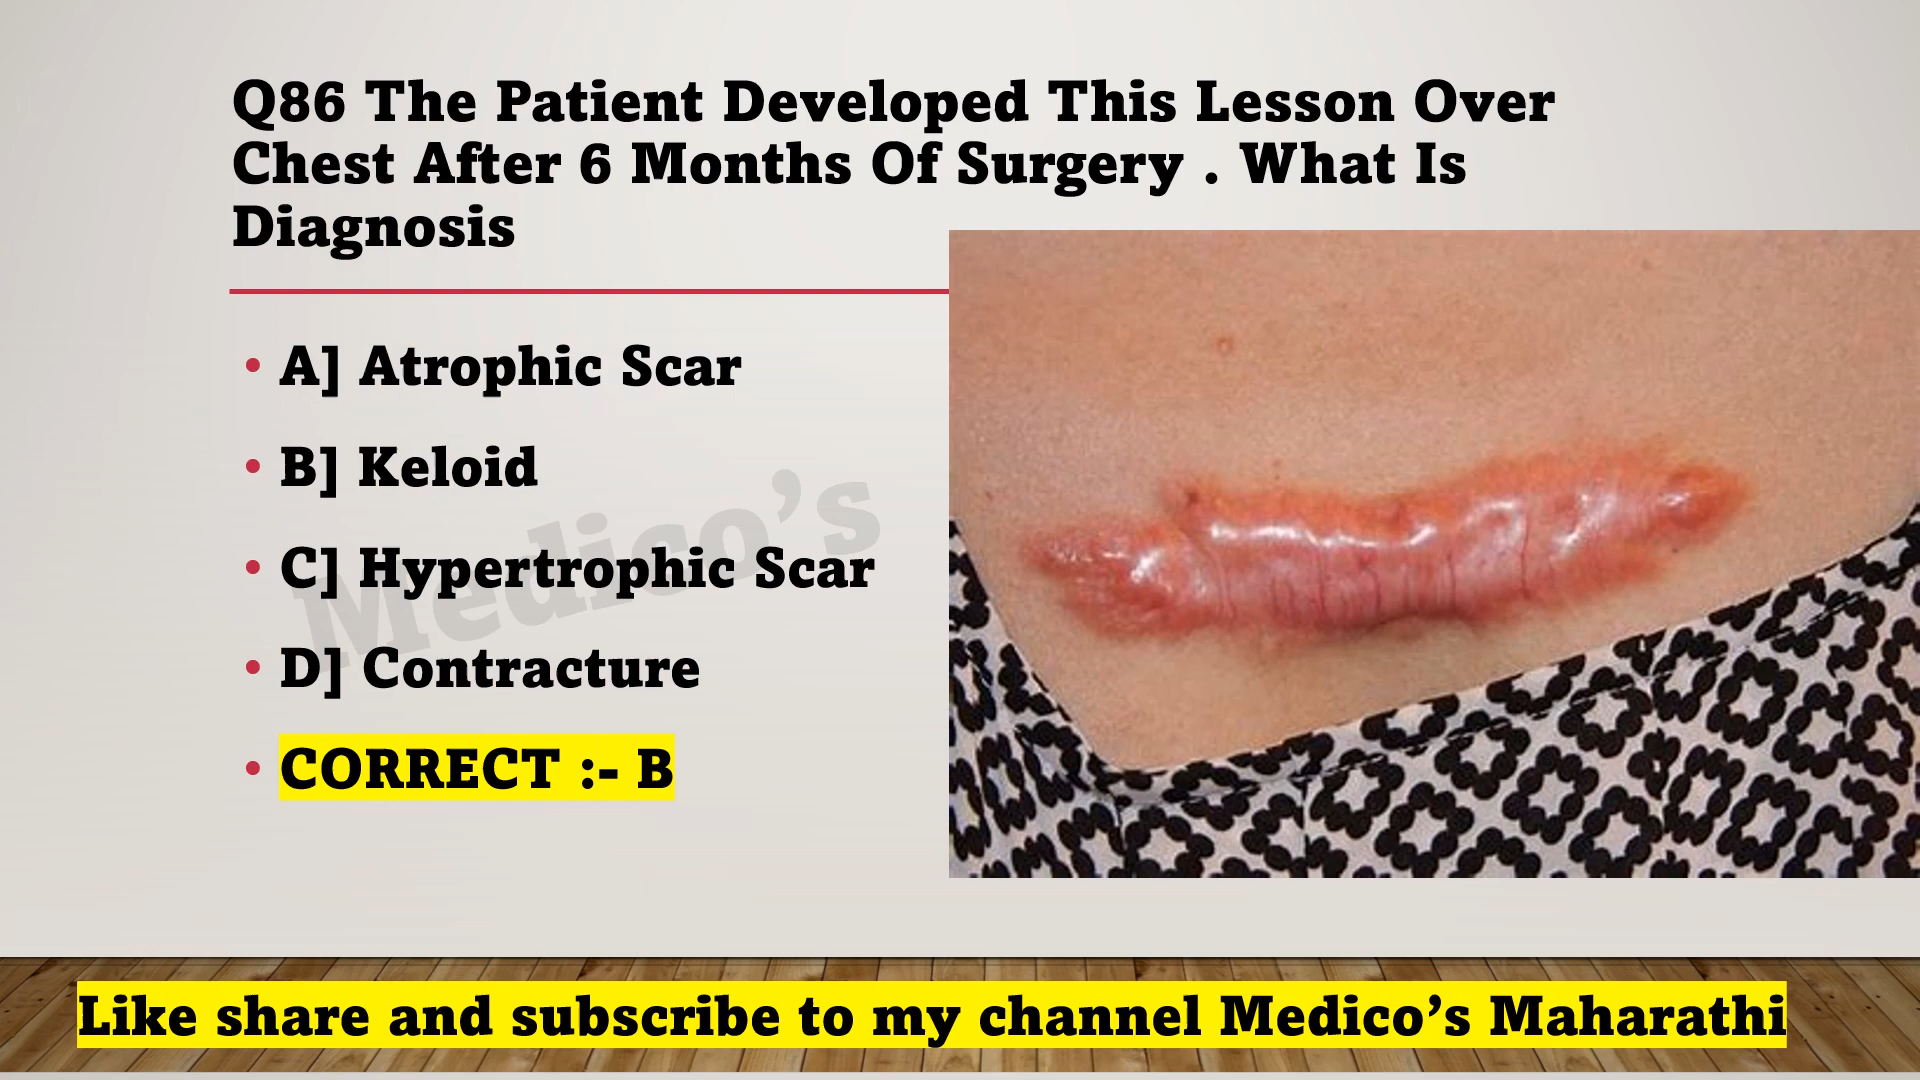 Q86 The Patient Developed This Lesson Over
Chest After 6 Months Of Surgery . What Is
Diagnosis
• A] Atrophic Scar
• B] Keloid
• C] Hypertrophic Scar
• D] Contracture
• CORRECT :- B
Medico’s
Like share and subscribe to my channel Medico’s Maharathi